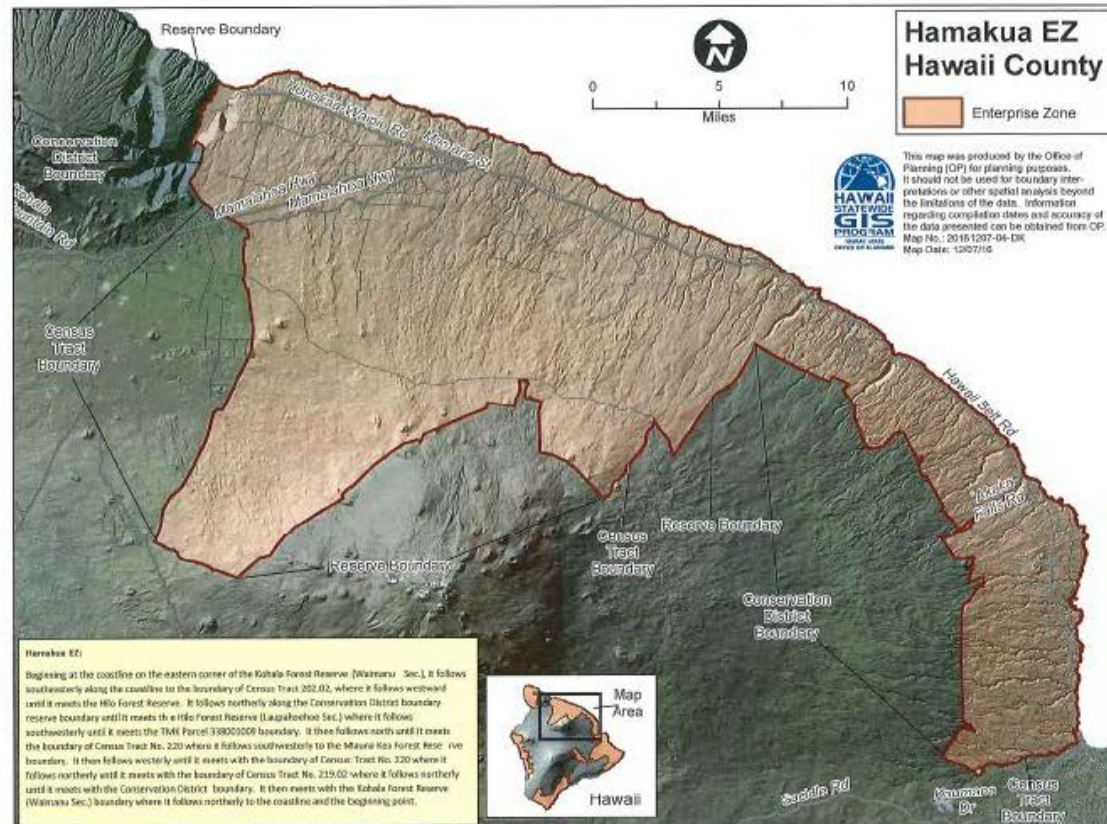 Reserve Boundary
N
0 5 10
Miles
Hamakua EZ
Hawaii County
Enterprise Zone
HAWAII
STATEWIDE
GIS
PROGRAM
This map was produced by the Office of
Planning (OP) for planning purposes.
It should not be used for boundary inter-
pretations or other spatial analysis beyond
the limitations of the data. Information
regarding compilation dates and accuracy of
the data presented can be obtained from OP.
Map No.: 20161207-04-DK
Map Date: 12/07/16
Honokaa-Waipio Rd
Mamane St
Conservation
District
Boundary
Mamalahoa Hwy
Mamalahoa Hwy
Mountain Rd
Census
Tract
Boundary
Hawaii Belt Rd
Akaka
Falls Rd
Reserve Boundary
Reserve Boundary
Census
Tract
Boundary
Conservation
District
Boundary
Hamakua EZ:
Beginning at the coastline on the eastern corner of the Kohala Forest Reserve (Waimanu Sec.), it follows
southeasterly along the coastline to the boundary of Census Tract 202.02, where it follows westward
until it meets the Hilo Forest Reserve. It follows northerly along the Conservation District boundary
reserve boundary until it meets the Hilo Forest Reserve (Laupahoehoe Sec.) where it follows
southwesterly until it meets the TMK Parcel 338001009 boundary. It then follows north until it meets
the boundary of Census Tract No. 220 where it follows southwesterly to the Mauna Kea Forest Rese rve
boundary. It then follows westerly until it meets with the boundary of Census Tract No. 220 where it
follows northerly until it meets with the boundary of Census Tract No. 219.02 where it follows northerly
until it meets with the Conservation District boundary. It then meets with the Kohala Forest Reserve
(Waimanu Sec.) boundary where it follows northerly to the coastline and the beginning point.
Map
Area
Hawaii
Saddle Rd
Kaumana
Dr
Census
Tract
Boundary